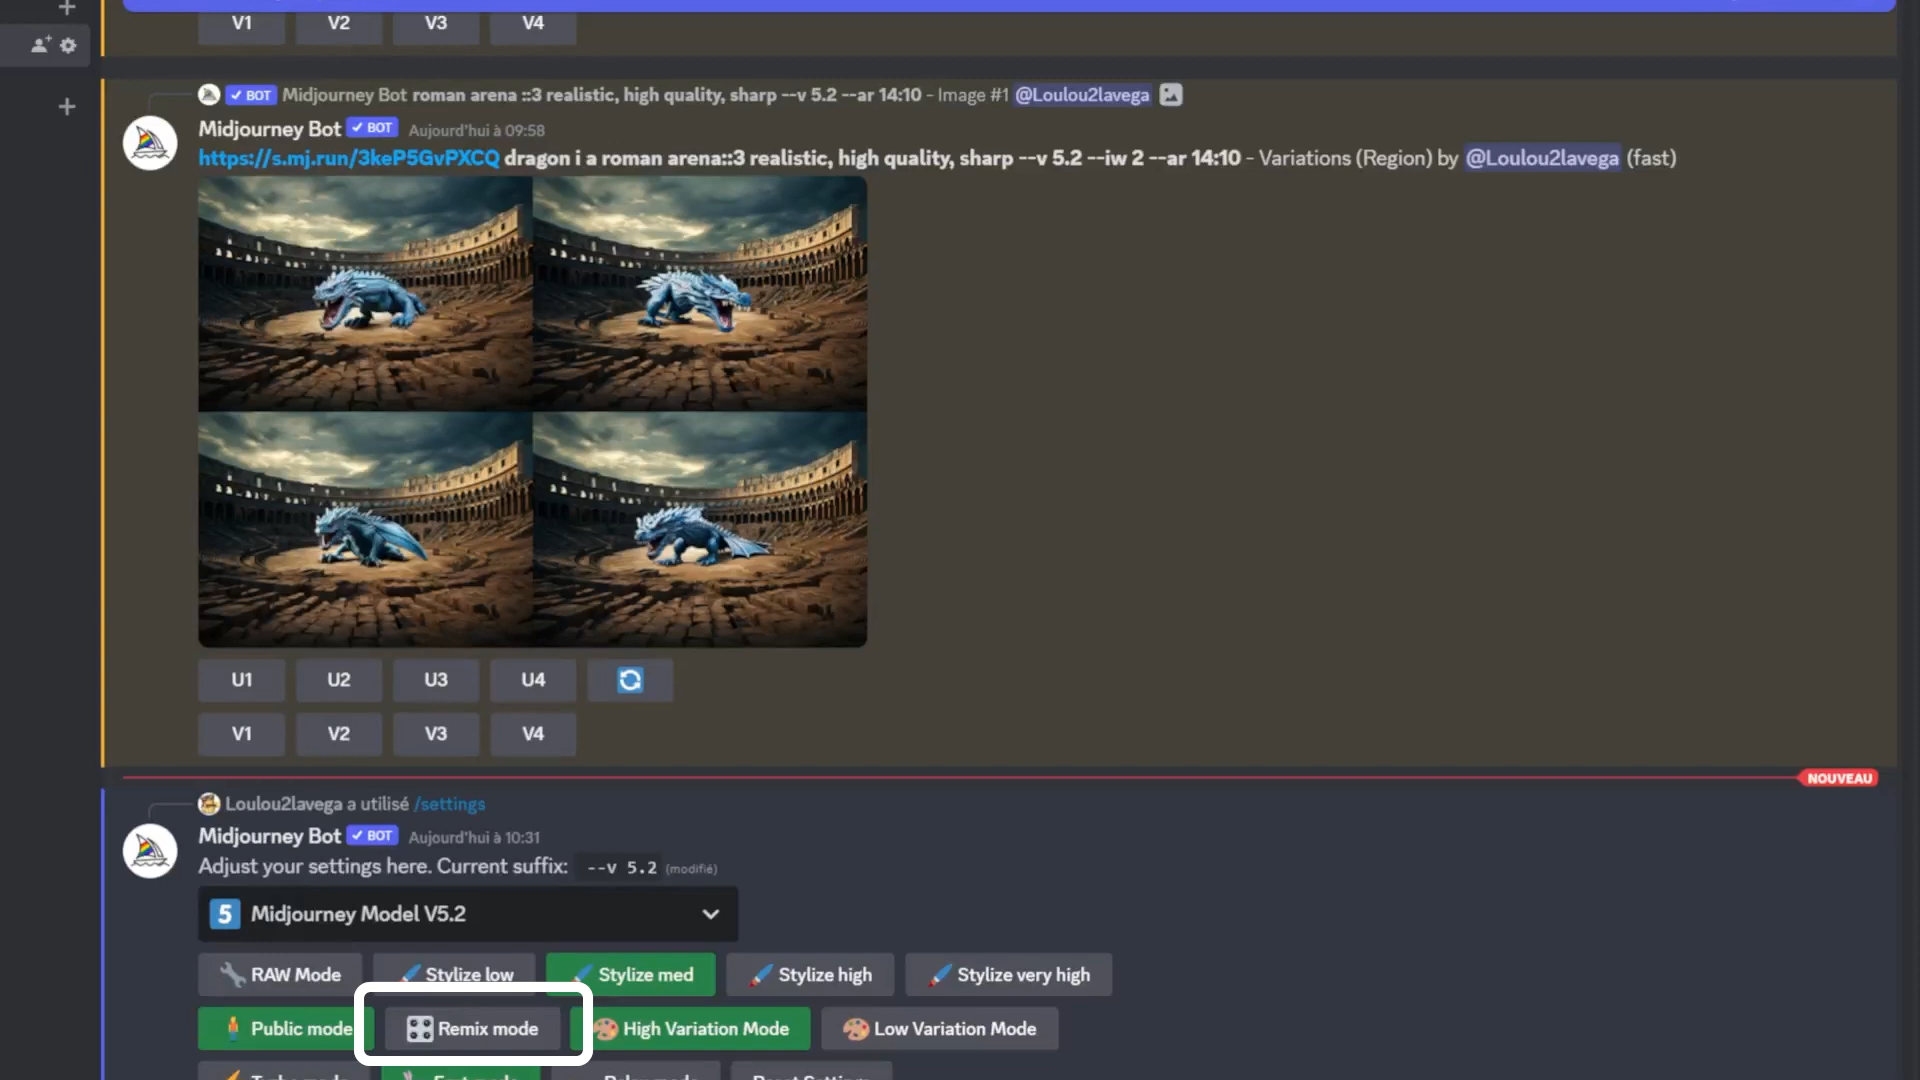 V1 V2 V3 V4
BOT Midjourney Bot roman arena ::3 realistic, high quality, sharp --v 5.2 --ar 14:10 - Image #1 @Loulou2lavega
Midjourney Bot BOT Aujourd'hui à 09:58
https://s.mj.run/3keP5GvPXCQ dragon i a roman arena::3 realistic, high quality, sharp --v 5.2 --iw 2 --ar 14:10 - Variations (Region) by @Loulou2lavega (fast)
U1 U2 U3 U4
V1 V2 V3 V4
NOUVEAU
Loulou2lavega a utilisé /settings
Midjourney Bot BOT Aujourd'hui à 10:31
Adjust your settings here. Current suffix: --v 5.2 (modifié)
5 Midjourney Model V5.2
RAW Mode Stylize low Stylize med Stylize high Stylize very high
Public mode Remix mode High Variation Mode Low Variation Mode